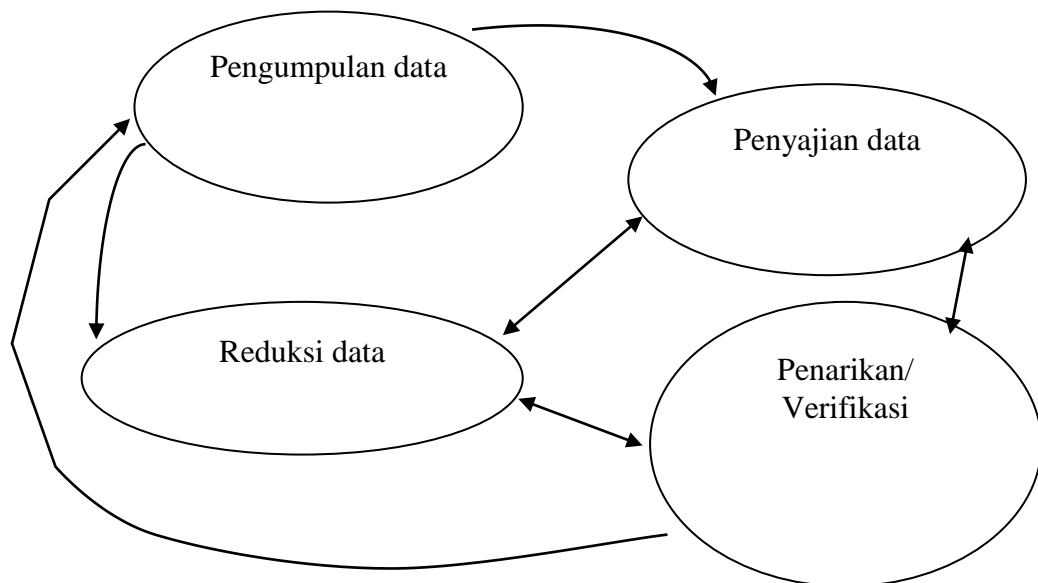 Pengumpulan data
Penyajian data
Reduksi data
Penarikan/
Verifikasi